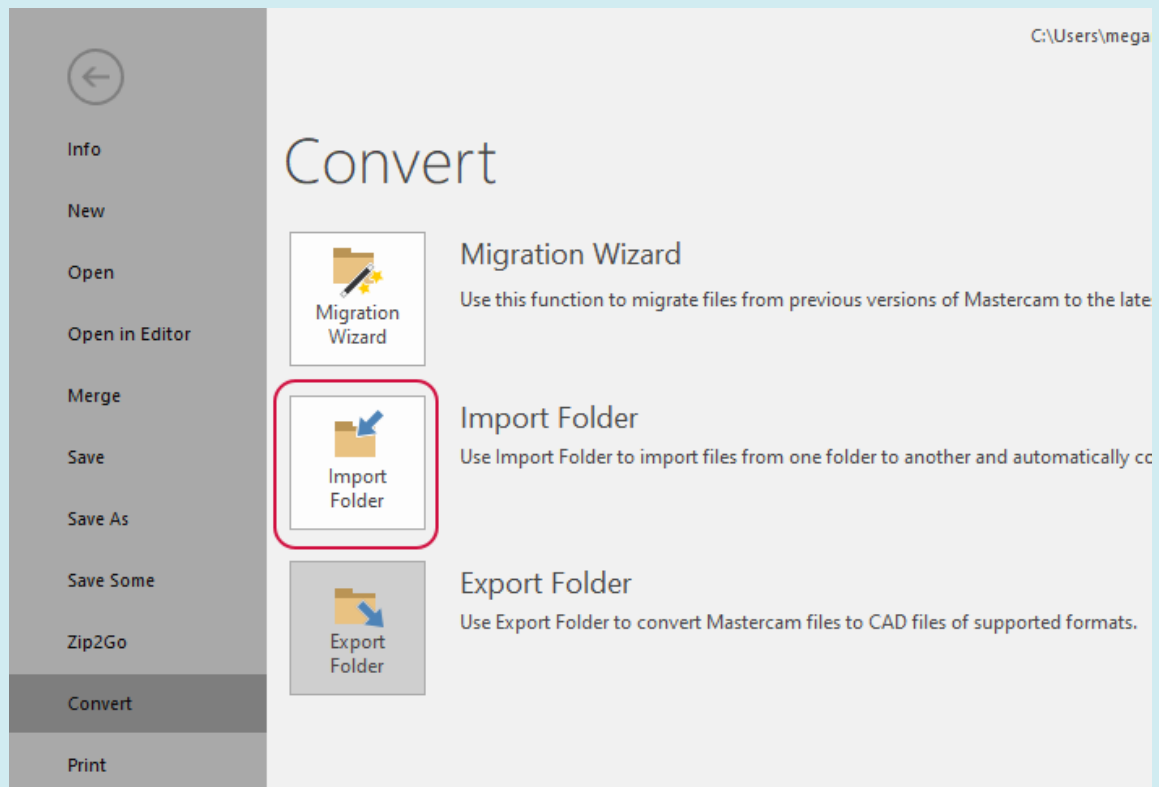 C:\Users\mega
Info
New
Open
Open in Editor
Merge
Save
Save As
Save Some
Zip2Go
Convert
Print
Convert
Migration
Wizard
Migration Wizard
Use this function to migrate files from previous versions of Mastercam to the late
Import
Folder
Import Folder
Use Import Folder to import files from one folder to another and automatically co
Export
Folder
Export Folder
Use Export Folder to convert Mastercam files to CAD files of supported formats.